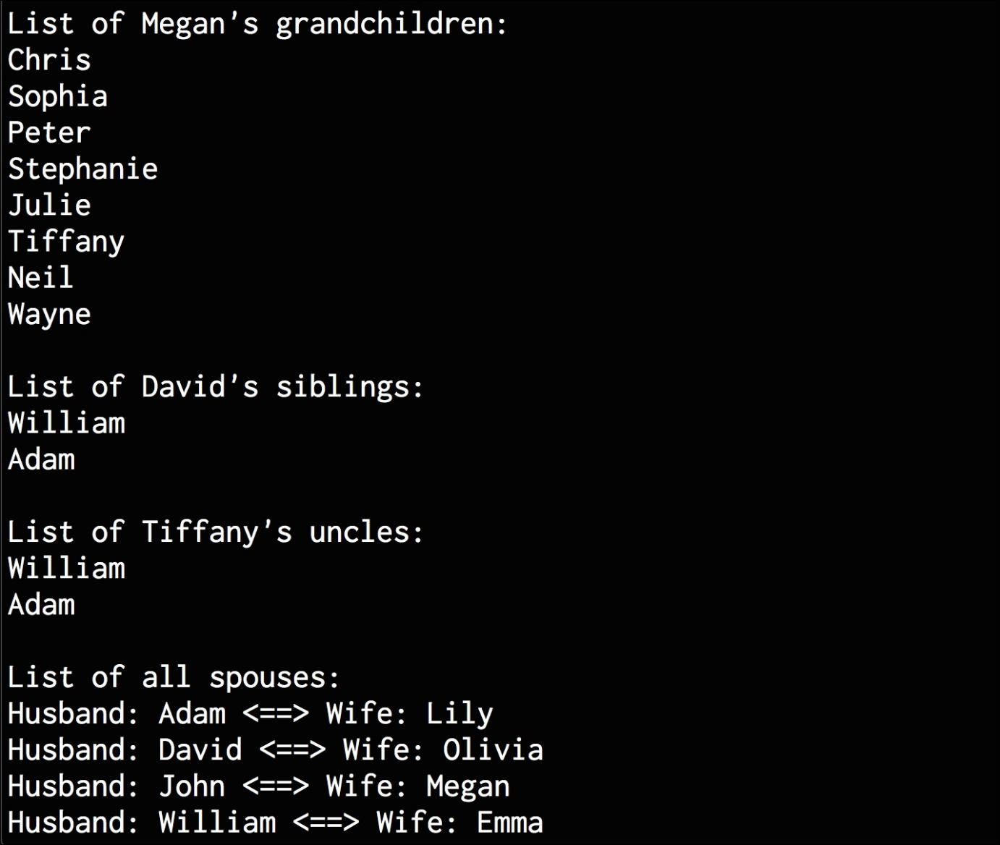 List of Megan's grandchildren:
Chris
Sophia
Peter
Stephanie
Julie
Tiffany
Neil
Wayne
List of David's siblings:
William
Adam
List of Tiffany's uncles:
William
Adam
List of all spouses:
Husband: Adam <==> Wife: Lily
Husband: David <==> Wife: Olivia
Husband: John <==> Wife: Megan
Husband: William <==> Wife: Emma